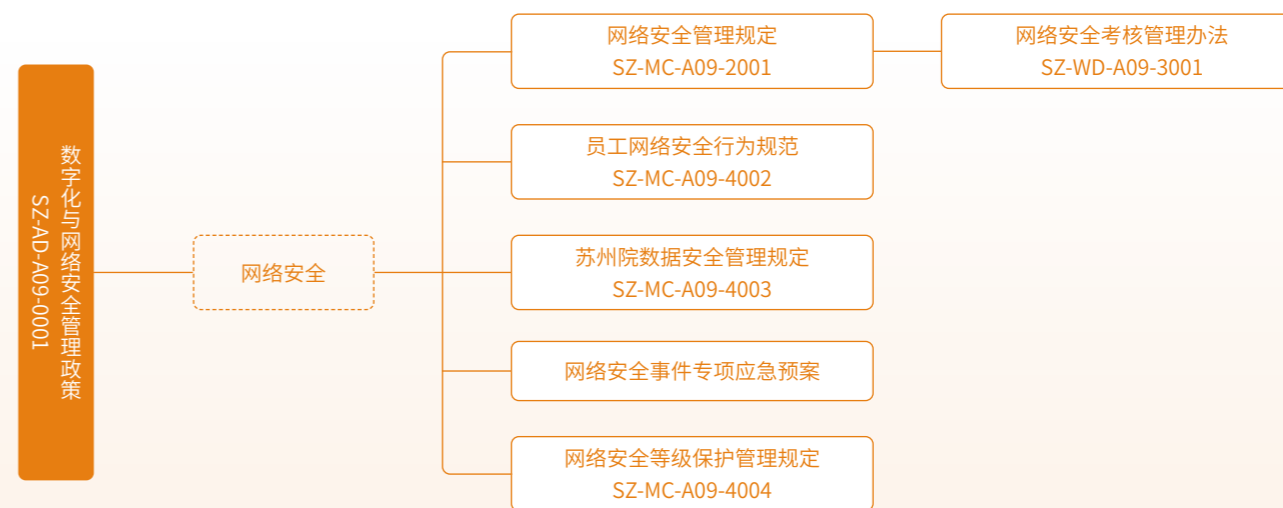 数字化与网络安全管理政策
SZ-AD-A09-0001
网络安全
网络安全管理规定
SZ-MC-A09-2001
网络安全考核管理办法
SZ-WD-A09-3001
员工网络安全行为规范
SZ-MC-A09-4002
苏州院数据安全管理规定
SZ-MC-A09-4003
网络安全事件专项应急预案
网络安全等级保护管理规定
SZ-MC-A09-4004